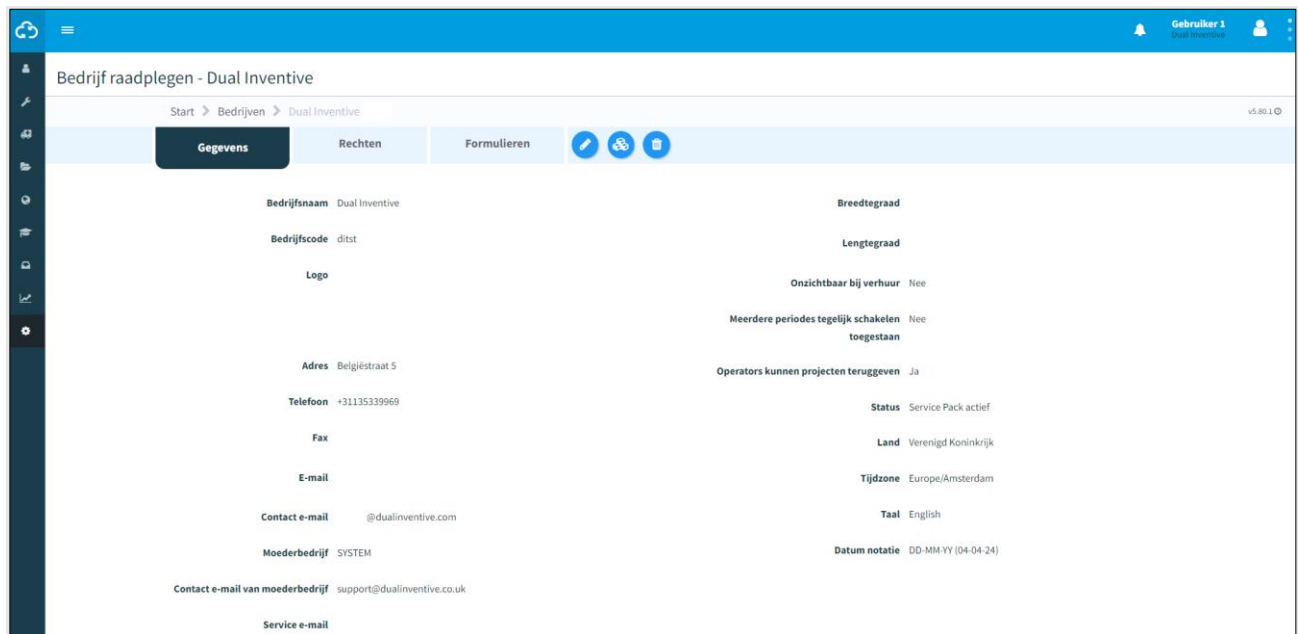 Gebruiker 1
Dual Inventive
Bedrijf raadplegen - Dual Inventive
Start > Bedrijven > Dual Inventive
v5.80.1
Gegevens Rechten Formulieren
Bedrijfsnaam Dual Inventive
Bedrijfscode ditst
Logo
Adres Belgiëstraat 5
Telefoon +31135339969
Fax
E-mail
Contact e-mail @dualinventive.com
Moederbedrijf SYSTEM
Contact e-mail van moederbedrijf support@dualinventive.co.uk
Service e-mail
Breedtegraad
Lengtegraad
Onzichtbaar bij verhuur Nee
Meerdere periodes tegelijk schakelen Nee
toegestaan
Operators kunnen projecten teruggeven Ja
Status Service Pack actief
Land Verenigd Koninkrijk
Tijdzone Europe/Amsterdam
Taal English
Datum notatie DD-MM-YY (04-04-24)